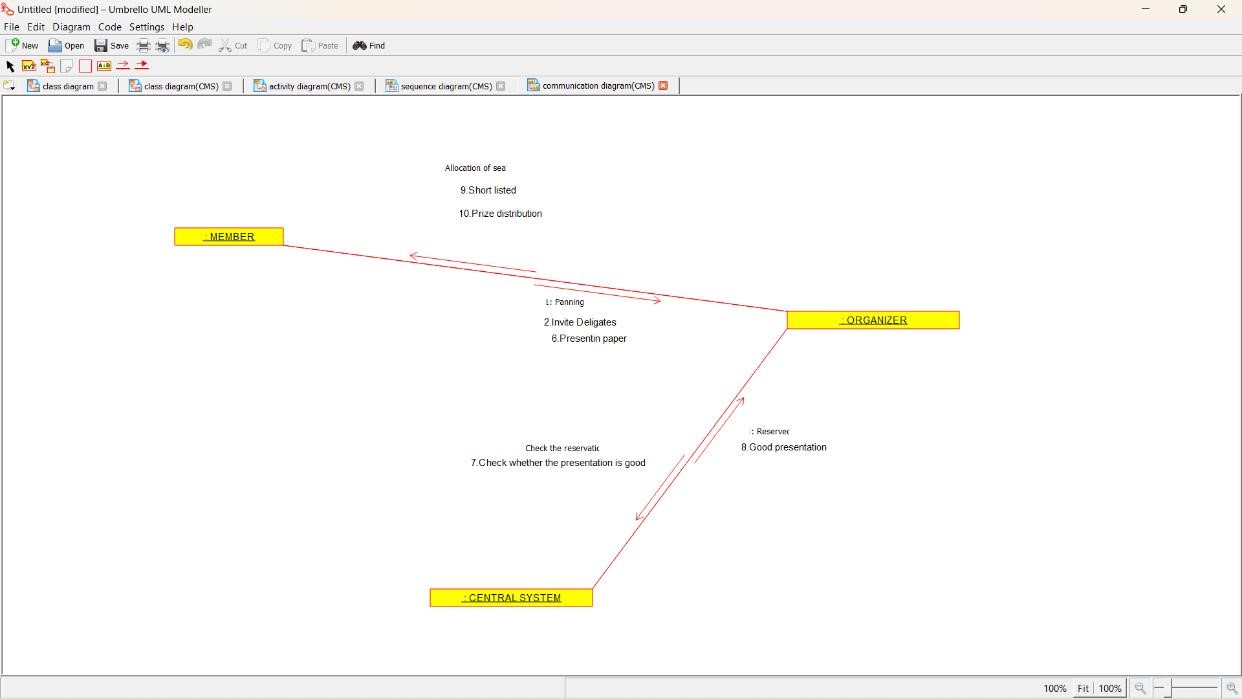 Untitled [modified] – Umbrello UML Modeller
File Edit Diagram Code Settings Help
New Open Save Cut Copy Paste Find
class diagram class diagram(CMS) activity diagram(CMS) sequence diagram(CMS) communication diagram(CMS)
Allocation of sea
9.Short listed
10.Prize distribution
: MEMBER
: Panning
2.Invite Deligates
6.Presentin paper
: ORGANIZER
: Reserved
8.Good presentation
Check the reservatic
7.Check whether the presentation is good
: CENTRAL SYSTEM
100% Fit 100%